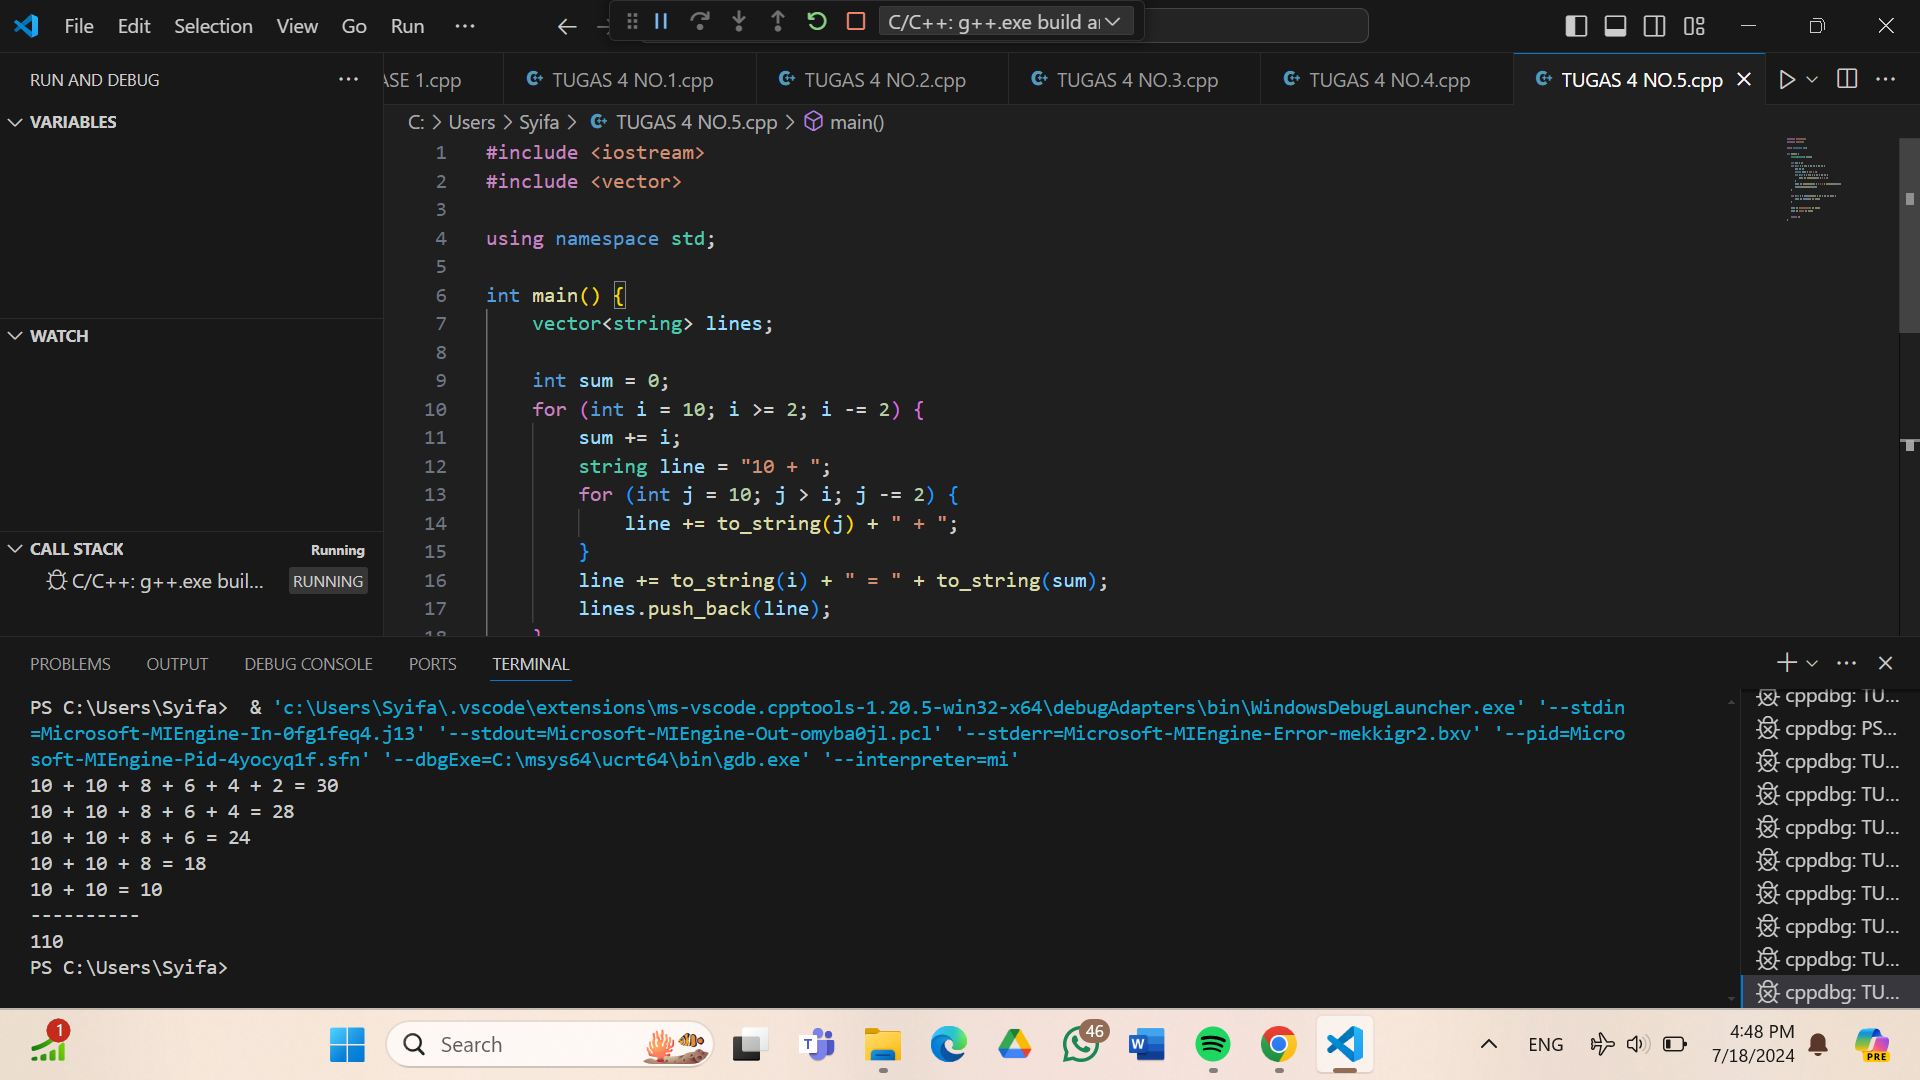 File Edit Selection View Go Run ···
C/C++: g++.exe build ar
RUN AND DEBUG ···
ASE 1.cpp
TUGAS 4 NO.1.cpp
TUGAS 4 NO.2.cpp
TUGAS 4 NO.3.cpp
TUGAS 4 NO.4.cpp
TUGAS 4 NO.5.cpp
VARIABLES
WATCH
CALL STACK Running
C/C++: g++.exe buil... RUNNING
C: > Users > Syifa > TUGAS 4 NO.5.cpp > main()
1 #include <iostream>
2 #include <vector>
3
4 using namespace std;
5
6 int main() {
7 vector<string> lines;
8
9 int sum = 0;
10 for (int i = 10; i >= 2; i -= 2) {
11 sum += i;
12 string line = "10 + ";
13 for (int j = 10; j > i; j -= 2) {
14 line += to_string(j) + " + ";
15 }
16 line += to_string(i) + " = " + to_string(sum);
17 lines.push_back(line);
18 }
PROBLEMS OUTPUT DEBUG CONSOLE PORTS TERMINAL
PS C:\Users\Syifa>  & 'c:\Users\Syifa\.vscode\extensions\ms-vscode.cpptools-1.20.5-win32-x64\debugAdapters\bin\WindowsDebugLauncher.exe' '--stdin
=Microsoft-MIEngine-In-0fg1feq4.j13' '--stdout=Microsoft-MIEngine-Out-omyba0jl.pcl' '--stderr=Microsoft-MIEngine-Error-mekkigr2.bxv' '--pid=Micro
soft-MIEngine-Pid-4yocyq1f.sfn' '--dbgExe=C:\msys64\ucrt64\bin\gdb.exe' '--interpreter=mi'
10 + 10 + 8 + 6 + 4 + 2 = 30
10 + 10 + 8 + 6 + 4 = 28
10 + 10 + 8 + 6 = 24
10 + 10 + 8 = 18
10 + 10 = 10
----------
110
PS C:\Users\Syifa>
cppdbg: TU...
cppdbg: PS...
cppdbg: TU...
cppdbg: TU...
cppdbg: TU...
cppdbg: TU...
cppdbg: TU...
cppdbg: TU...
cppdbg: TU...
cppdbg: TU...
1
Search
46
ENG
4:48 PM
7/18/2024
PRE